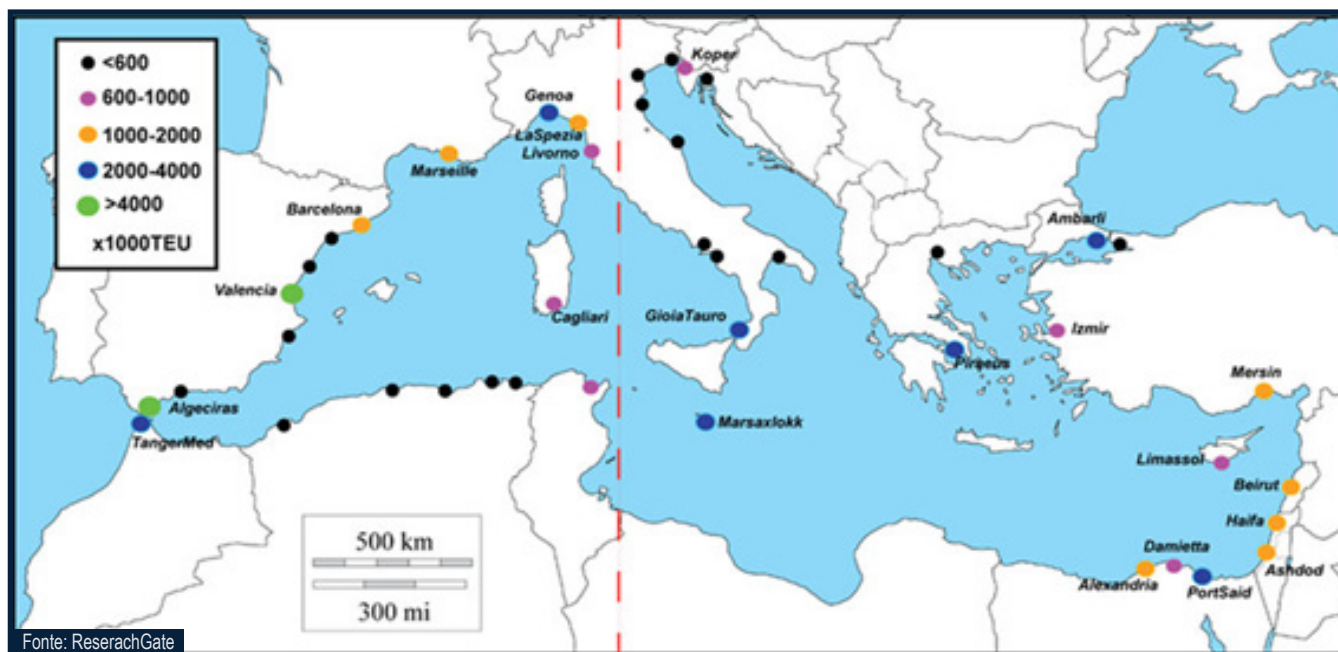 <600
600-1000
1000-2000
2000-4000
>4000
x1000TEU
Koper
Genoa
LaSpezia
Livorno
Marseille
Barcelona
Ambarli
Valencia
Cagliari
GioiaTauro
Izmir
Piraeus
Mersin
Algeciras
TangerMed
Marsaxlokk
Limassol
Beirut
Haifa
Damietta
Ashdod
Alexandria
PortSaid
500 km
300 mi
Fonte: ReserachGate